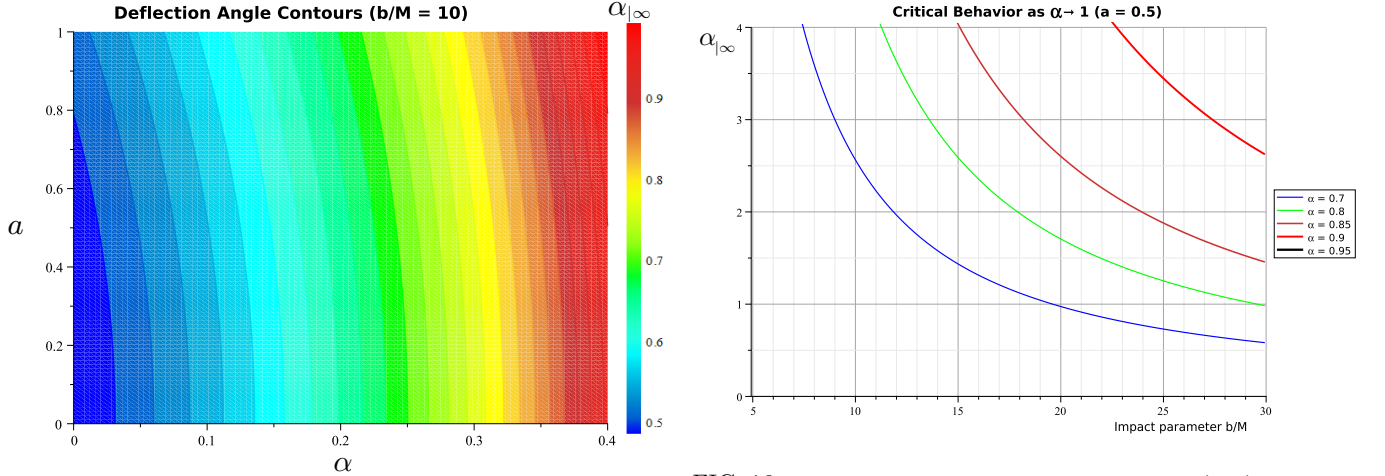 Deflection Angle Contours (b/M = 10)
α|∞
1
0.8
0.6
0.4
0.2
0
a
0
0.1
0.2
0.3
0.4
α
0.9
0.8
0.7
0.6
0.5
Critical Behavior as α→ 1 (a = 0.5)
α|∞
4
3
2
1
0
5
10
15
20
25
30
Impact parameter b/M
α = 0.7
α = 0.8
α = 0.85
α = 0.9
α = 0.95